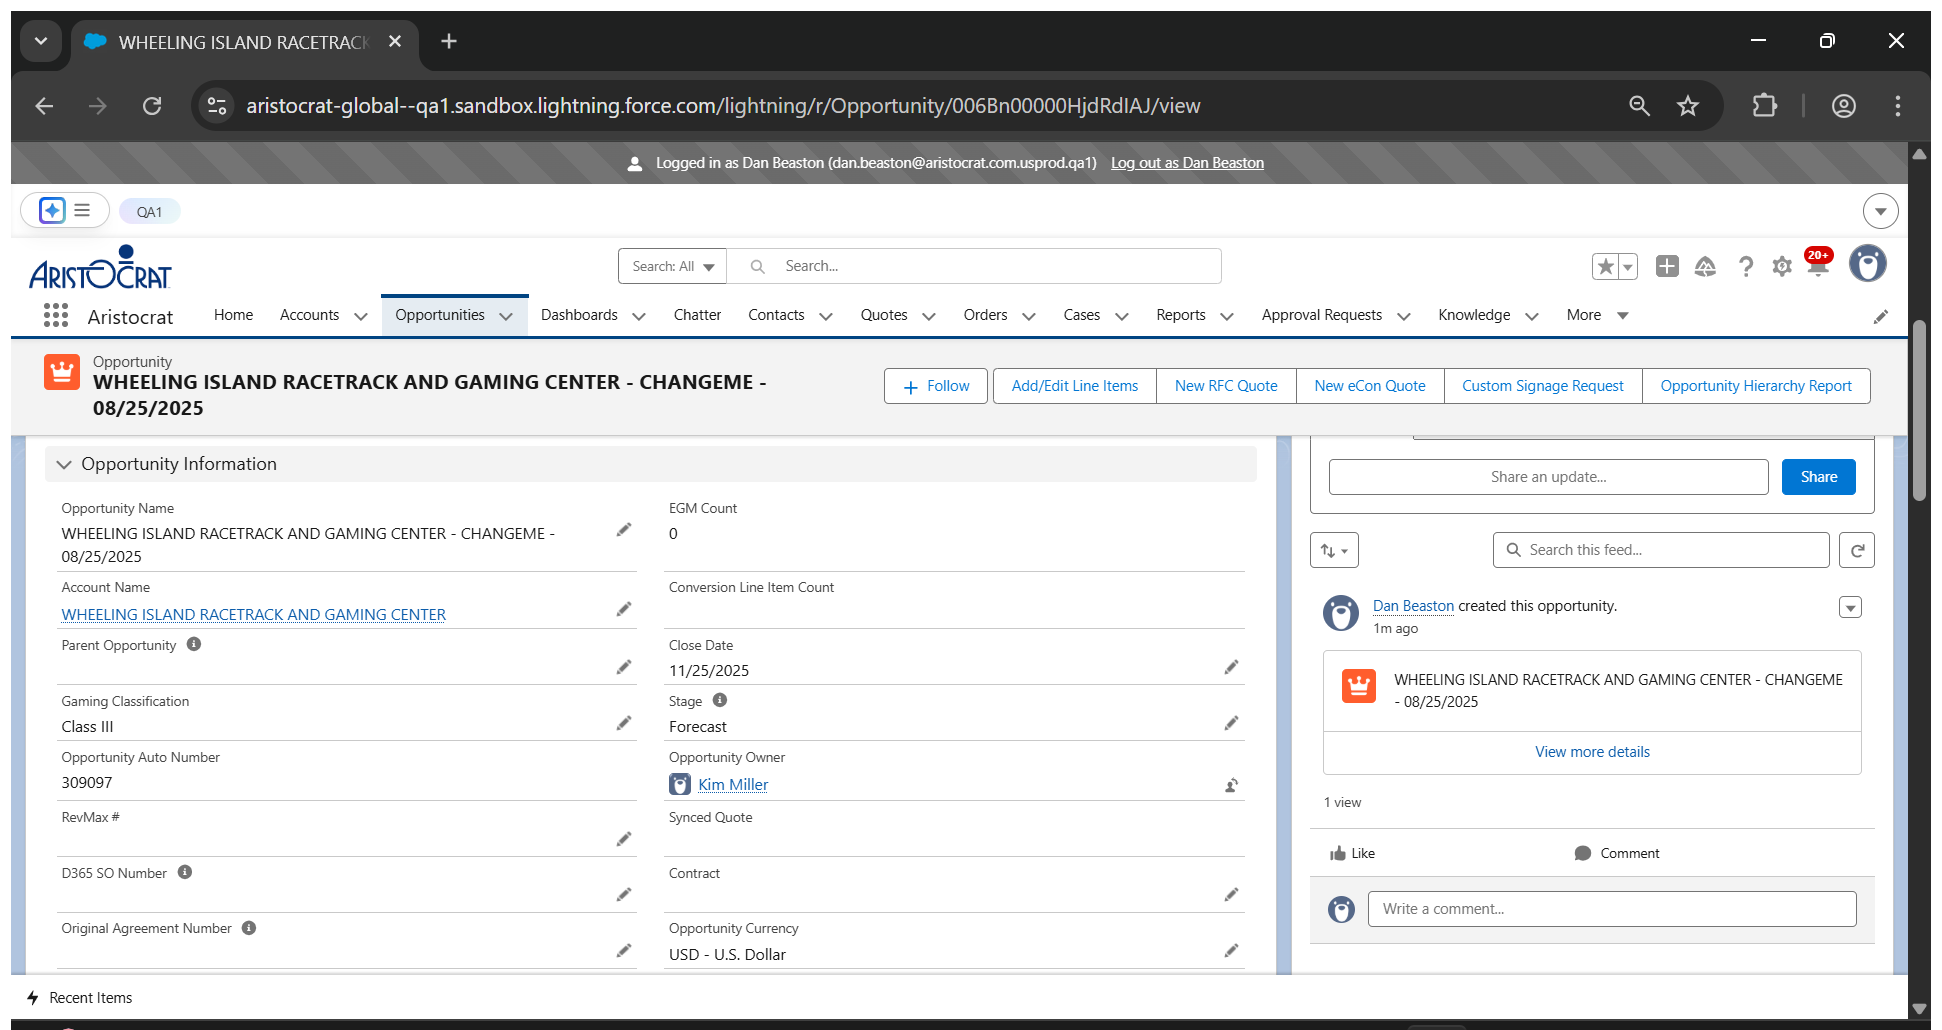 WHEELING ISLAND RACETRACK
aristocrat-global--qa1.sandbox.lightning.force.com/lightning/r/Opportunity/006Bn00000HjdRdIAJ/view
Logged in as Dan Beaston (dan.beaston@aristocrat.com.usprod.qa1) Log out as Dan Beaston
QA1
ARISTOCRAT
Search: All
Search...
20+
Aristocrat
Home
Accounts
Opportunities
Dashboards
Chatter
Contacts
Quotes
Orders
Cases
Reports
Approval Requests
Knowledge
More
Opportunity
WHEELING ISLAND RACETRACK AND GAMING CENTER - CHANGEME -
08/25/2025
Follow
Add/Edit Line Items
New RFC Quote
New eCon Quote
Custom Signage Request
Opportunity Hierarchy Report
Opportunity Information
Opportunity Name
WHEELING ISLAND RACETRACK AND GAMING CENTER - CHANGEME -
08/25/2025
EGM Count
0
Account Name
WHEELING ISLAND RACETRACK AND GAMING CENTER
Conversion Line Item Count
Parent Opportunity
Close Date
11/25/2025
Gaming Classification
Class III
Stage
Forecast
Opportunity Auto Number
309097
Opportunity Owner
Kim Miller
RevMax #
Synced Quote
D365 SO Number
Contract
Original Agreement Number
Opportunity Currency
USD - U.S. Dollar
Share an update...
Share
Search this feed...
Dan Beaston created this opportunity.
1m ago
WHEELING ISLAND RACETRACK AND GAMING CENTER - CHANGEME
- 08/25/2025
View more details
1 view
Like
Comment
Write a comment...
Recent Items